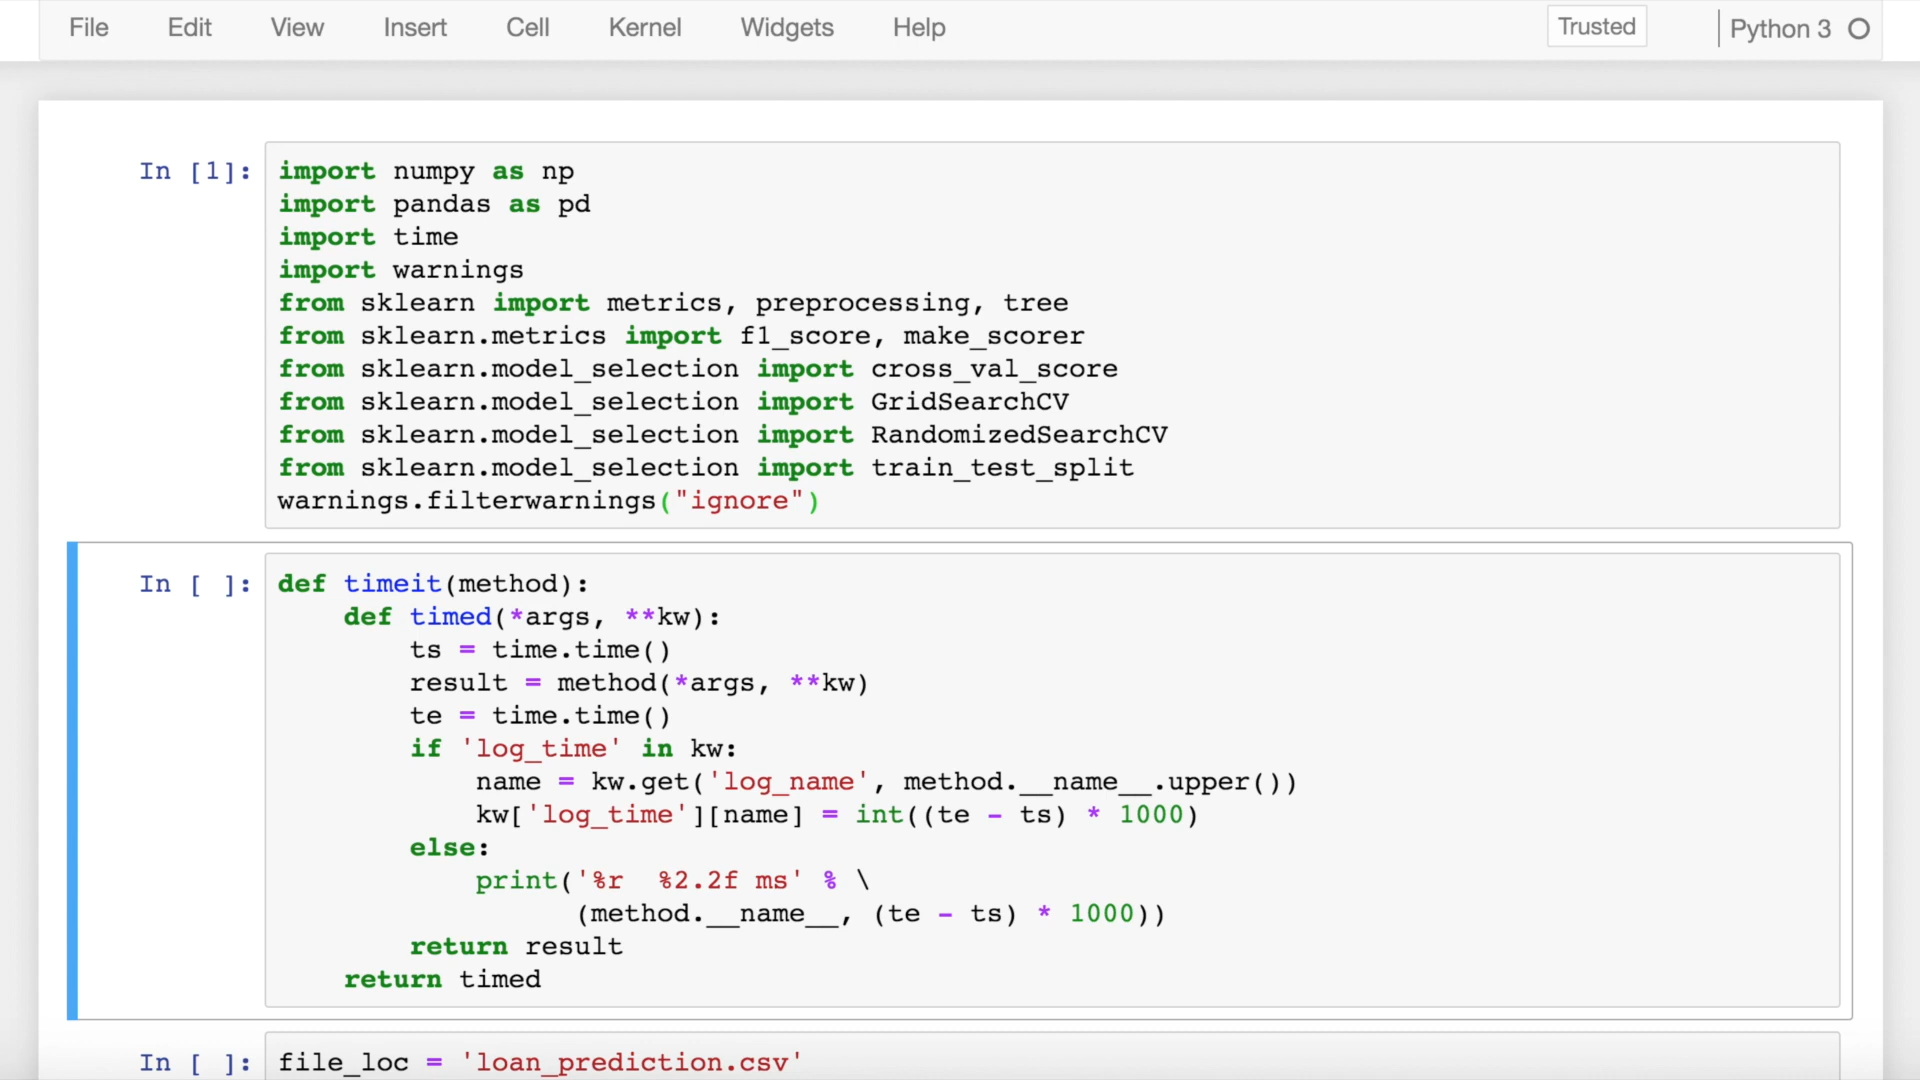 File Edit View Insert Cell Kernel Widgets Help Trusted Python 3
In [1]:
import numpy as np
import pandas as pd
import time
import warnings
from sklearn import metrics, preprocessing, tree
from sklearn.metrics import f1_score, make_scorer
from sklearn.model_selection import cross_val_score
from sklearn.model_selection import GridSearchCV
from sklearn.model_selection import RandomizedSearchCV
from sklearn.model_selection import train_test_split
warnings.filterwarnings("ignore")
In [ ]:
def timeit(method):
    def timed(*args, **kw):
        ts = time.time()
        result = method(*args, **kw)
        te = time.time()
        if 'log_time' in kw:
            name = kw.get('log_name', method.__name__.upper())
            kw['log_time'][name] = int((te - ts) * 1000)
        else:
            print('%r  %2.2f ms' % \
                  (method.__name__, (te - ts) * 1000))
        return result
    return timed
In [ ]:
file_loc = 'loan_prediction.csv'